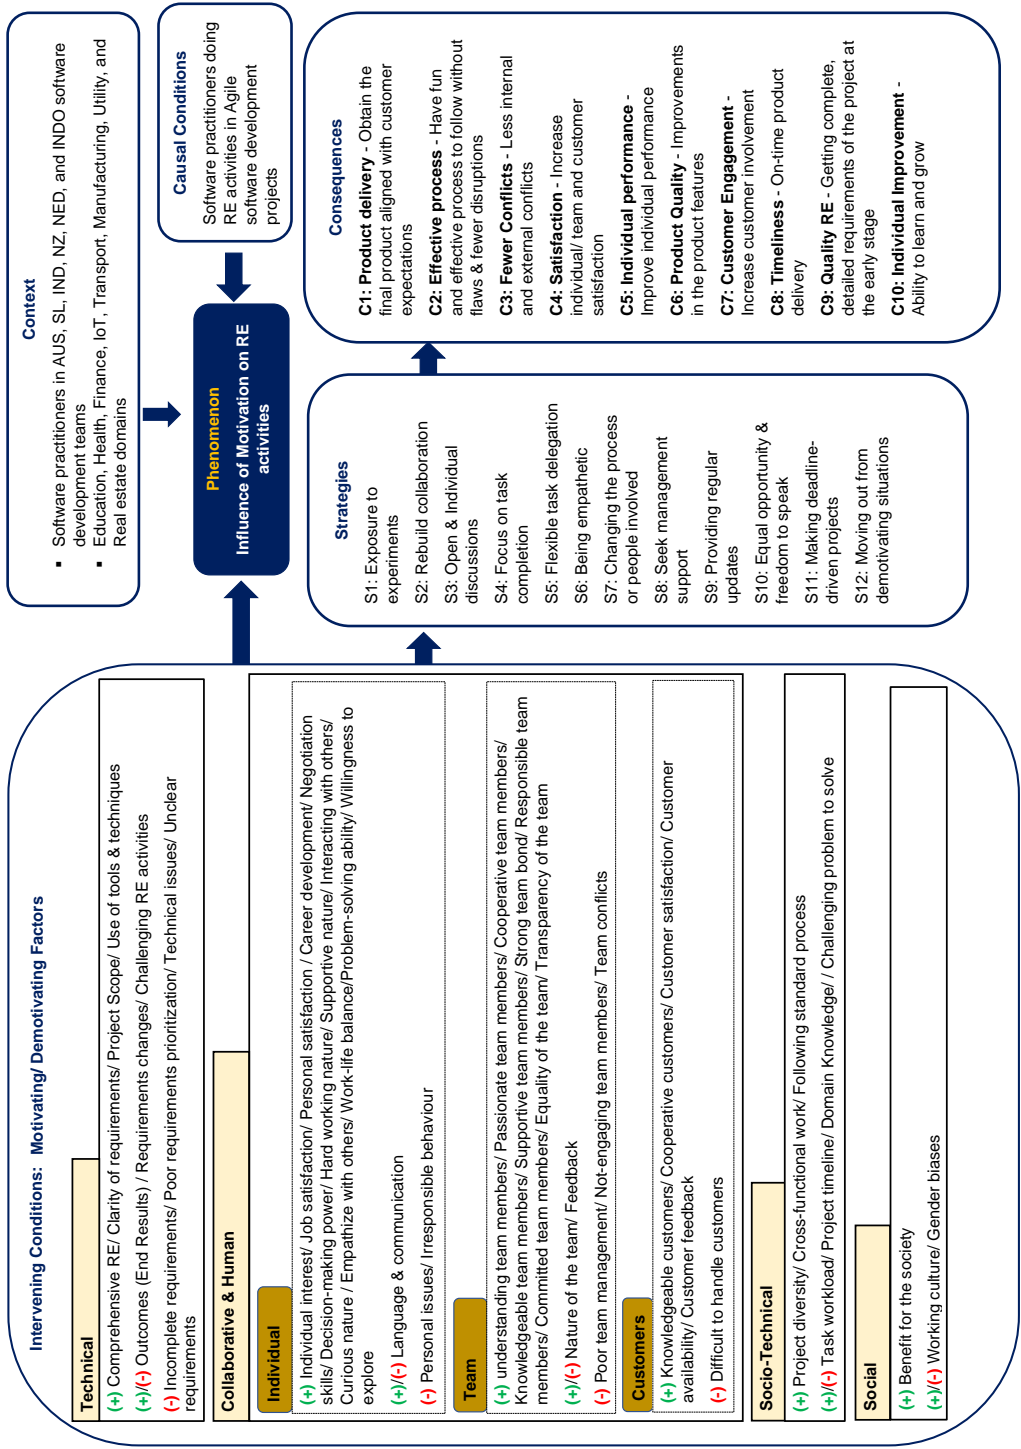 Intervening Conditions:  Motivating/ Demotivating Factors
Technical
(+) Comprehensive RE/ Clarity of requirements/ Project Scope/ Use of tools & techniques
(+)/(-) Outcomes (End Results) / Requirements changes/ Challenging RE activities
(-) Incomplete requirements/ Poor requirements prioritization/ Technical issues/ Unclear
requirements
Collaborative & Human
Individual
(+) Individual interest/ Job satisfaction/ Personal satisfaction / Career development/ Negotiation
skills/ Decision-making power/ Hard working nature/ Supportive nature/ Interacting with others/
Curious nature / Empathize with others/ Work-life balance/Problem-solving ability/ Willingness to
explore
(+)/(-) Language & communication
(-) Personal issues/ Irresponsible behaviour
Team
(+) understanding team members/ Passionate team members/ Cooperative team members/
Knowledgeable team members/ Supportive team members/ Strong team bond/ Responsible team
members/ Committed team members/ Equality of the team/ Transparency of the team
(+)/(-) Nature of the team/ Feedback
(-) Poor team management/ Not-engaging team members/ Team conflicts
Customers
(+) Knowledgeable customers/ Cooperative customers/ Customer satisfaction/ Customer
availability/ Customer feedback
(-) Difficult to handle customers
Socio-Technical
(+) Project diversity/ Cross-functional work/ Following standard process
(+)/(-) Task workload/ Project timeline/ Domain Knowledge/ / Challenging problem to solve
Social
(+) Benefit for the society
(+)/(-) Working culture/ Gender biases
Context
▪ Software practitioners in AUS, SL, IND, NZ, NED, and INDO software
development teams
▪ Education, Health, Finance, IoT, Transport, Manufacturing, Utility, and
Real estate domains
Phenomenon
Influence of Motivation on RE
activities
Causal Conditions
Software practitioners doing
RE activities in Agile
software development
projects
Strategies
S1: Exposure to
experiments
S2: Rebuild collaboration
S3: Open & Individual
discussions
S4: Focus on task
completion
S5: Flexible task delegation
S6: Being empathetic
S7: Changing the process
or people involved
S8: Seek management
support
S9: Providing regular
updates
S10: Equal opportunity &
freedom to speak
S11: Making deadline-
driven projects
S12: Moving out from
demotivating situations
Consequences
C1: Product delivery - Obtain the
final product aligned with customer
expectations
C2: Effective process - Have fun
and effective process to follow without
flaws & fewer disruptions
C3: Fewer Conflicts - Less internal
and external conflicts
C4: Satisfaction - Increase
individual/ team and customer
satisfaction
C5: Individual performance -
Improve individual performance
C6: Product Quality - Improvements
in the product features
C7: Customer Engagement -
Increase customer involvement
C8: Timeliness - On-time product
delivery
C9: Quality RE - Getting complete,
detailed requirements of the project at
the early stage
C10: Individual Improvement -
Ability to learn and grow